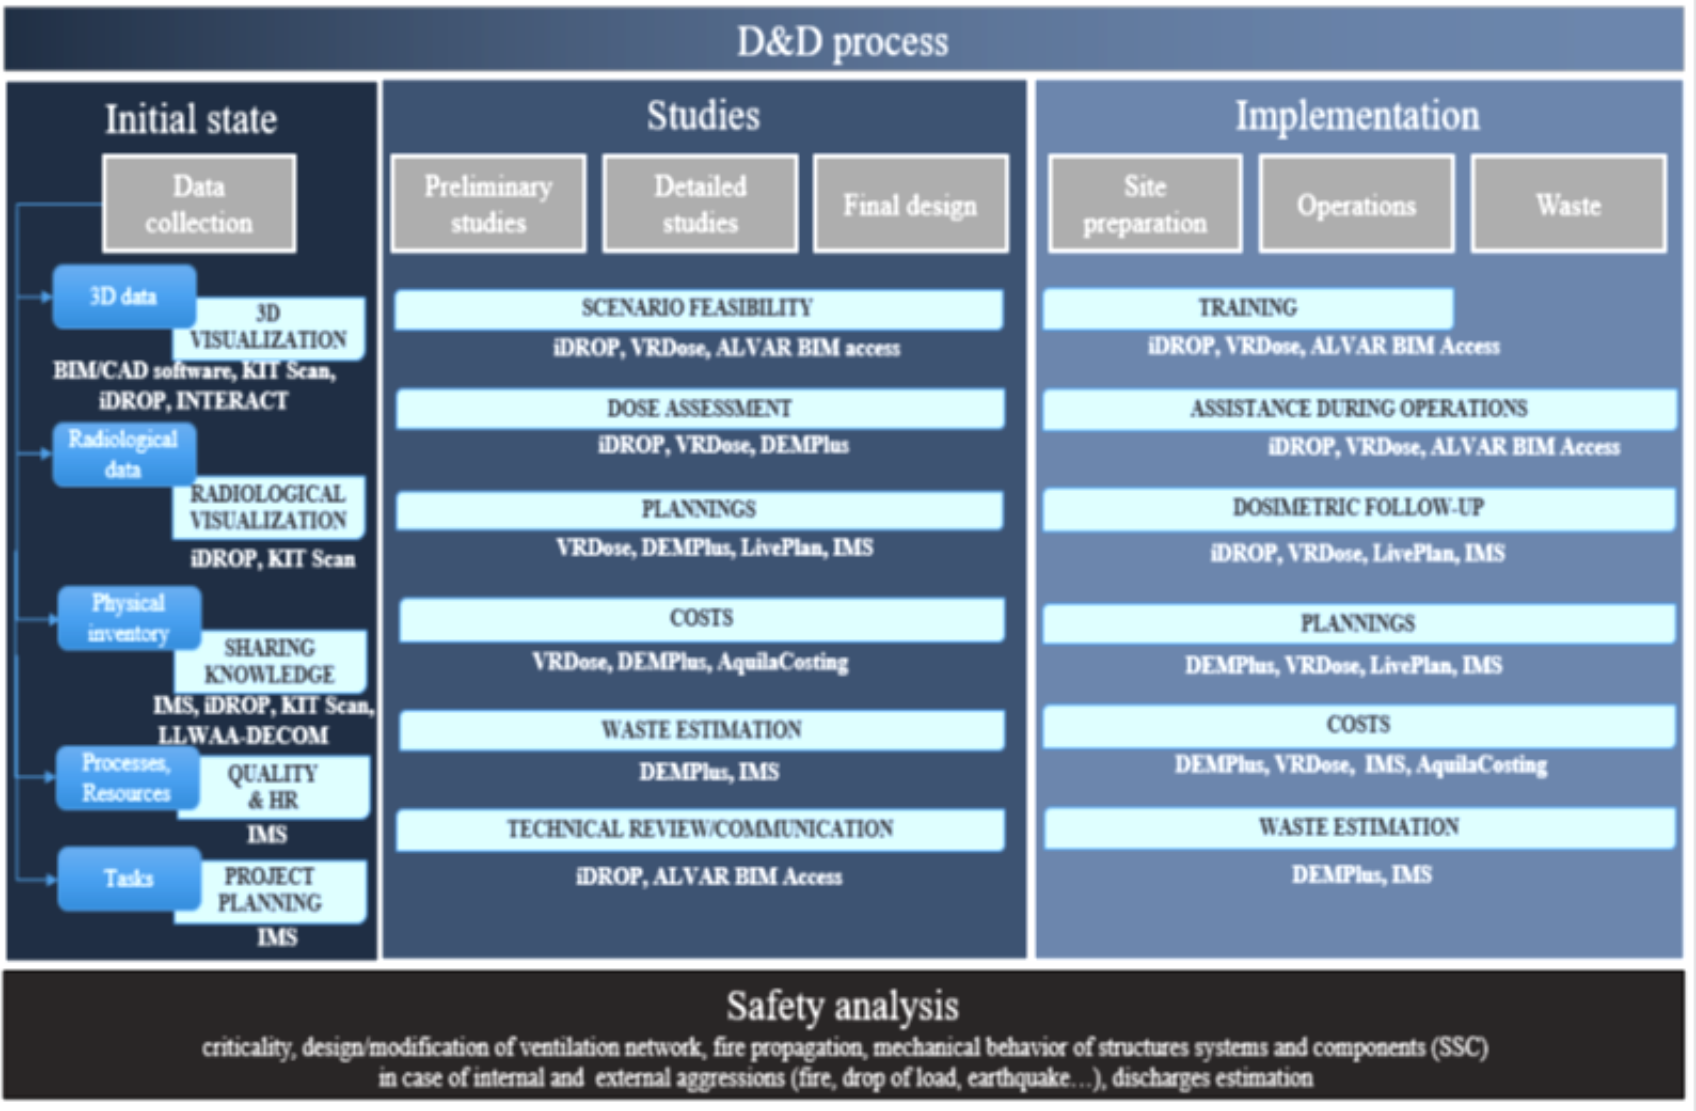 D&D process
Initial state
Data
collection
3D data
3D
VISUALIZATION
BIM/CAD software, KIT Scan,
iDROP, INTERACT
Radiological
data
RADIOLOGICAL
VISUALIZATION
iDROP, KIT Scan
Physical
inventory
SHARING
KNOWLEDGE
IMS, iDROP, KIT Scan,
LLWAA-DECOM
Processes,
Resources
QUALITY
& HR
IMS
Tasks
PROJECT
PLANNING
IMS
Studies
Preliminary
studies
Detailed
studies
Final design
SCENARIO FEASIBILITY
iDROP, VRDose, ALVAR BIM access
DOSE ASSESSMENT
iDROP, VRDose, DEMPlus
PLANNINGS
VRDose, DEMPlus, LivePlan, IMS
COSTS
VRDose, DEMPlus, AquilaCosting
WASTE ESTIMATION
DEMPlus, IMS
TECHNICAL REVIEW/COMMUNICATION
iDROP, ALVAR BIM Access
Implementation
Site
preparation
Operations
Waste
TRAINING
iDROP, VRDose, ALVAR BIM Access
ASSISTANCE DURING OPERATIONS
iDROP, VRDose, ALVAR BIM Access
DOSIMETRIC FOLLOW-UP
iDROP, VRDose, LivePlan, IMS
PLANNINGS
DEMPlus, VRDose, LivePlan, IMS
COSTS
DEMPlus, VRDose, IMS, AquilaCosting
WASTE ESTIMATION
DEMPlus, IMS
Safety analysis
criticality, design/modification of ventilation network, fire propagation, mechanical behavior of structures systems and components (SSC)
in case of internal and external aggressions (fire, drop of load, earthquake…), discharges estimation